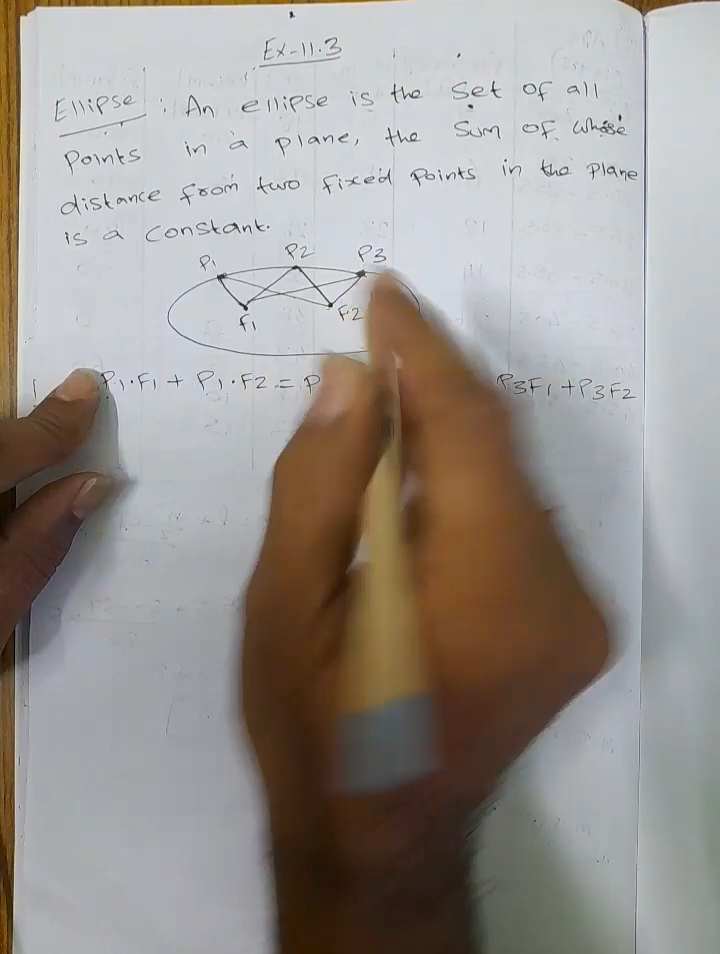 Ex-11.3
Ellipse : An ellipse is the set of all
Points in a plane, the sum of whose
distance from two fixed points in the plane
is a constant.
P1 P2 P3
F1 F2
P1.F1 + P1.F2 = P P3F1 + P3F2